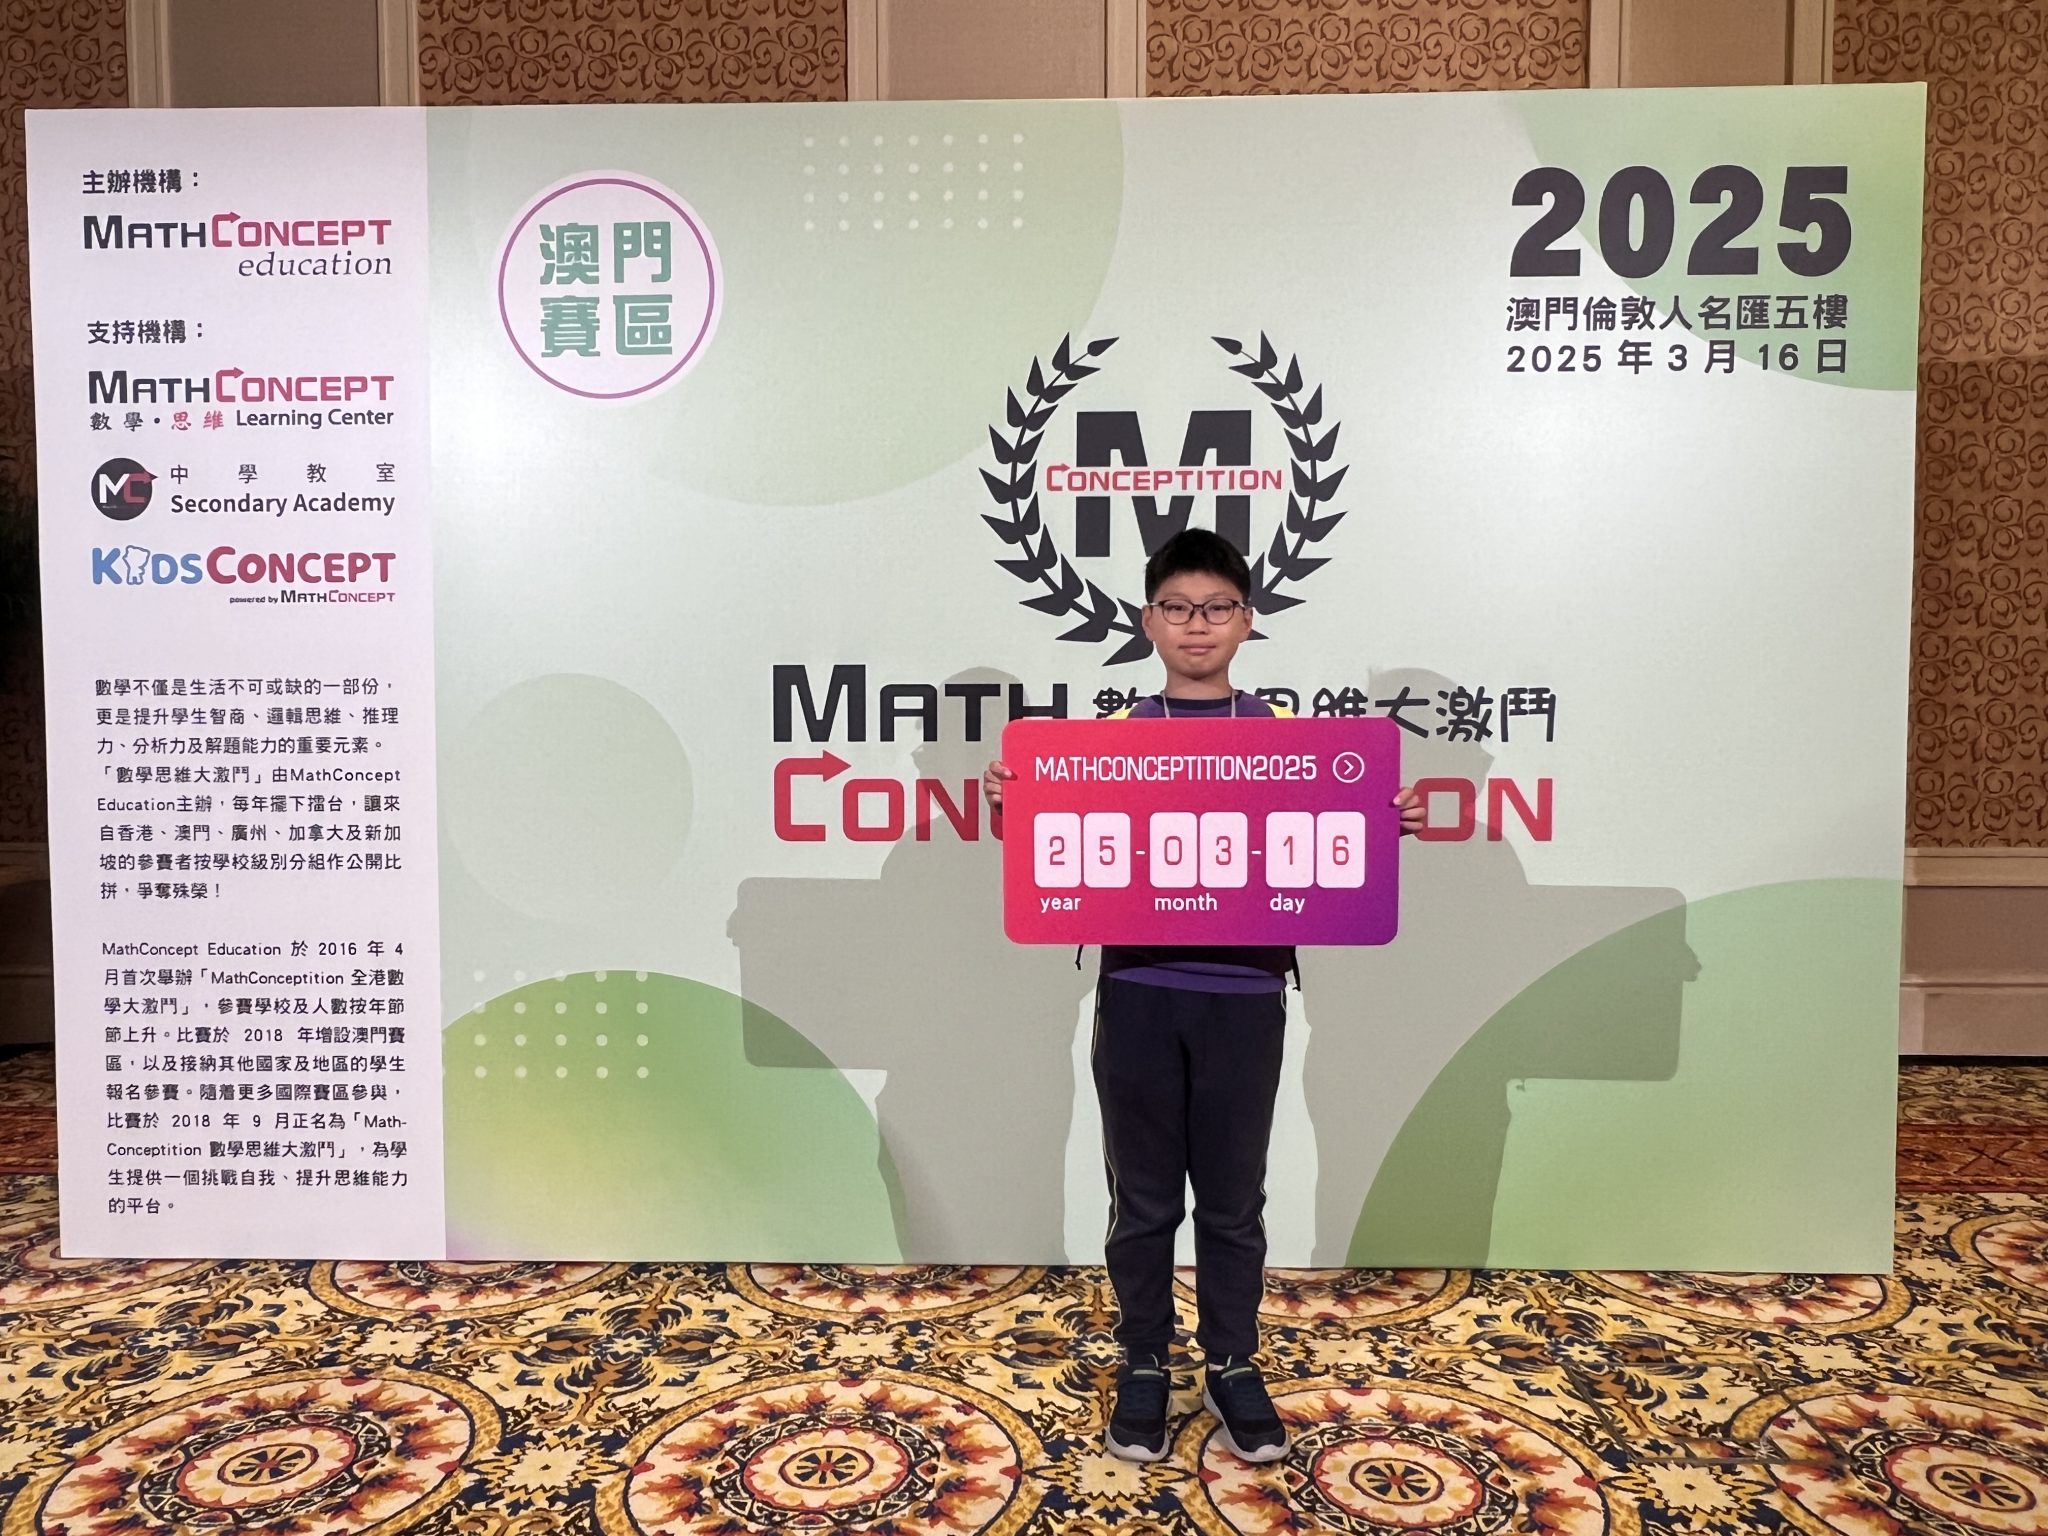 主辦機構：
MATHCONCEPT
education
支持機構：
MATHCONCEPT
數學・思維 Learning Center
MC
中學教室
Secondary Academy
KIDSCONCEPT
powered by MATHCONCEPT
數學不僅是生活不可或缺的一部份，
更是提升學生智商、邏輯思維、推理
力、分析力及解題能力的重要元素。
「數學思維大激鬥」由MathConcept
Education主辦，每年擺下擂台，讓來
自香港、澳門、廣州、加拿大及新加
坡的參賽者按學校級別分組作公開比
拼，爭奪殊榮！
MathConcept Education 於 2016 年 4
月首次舉辦「MathConceptition 全港數
學大激鬥」，參賽學校及人數按年節
節上升。比賽於 2018 年增設澳門賽
區，以及接納其他國家及地區的學生
報名參賽。隨着更多國際賽區參與，
比賽於 2018 年 9 月正名為「Math-
Conceptition 數學思維大激鬥」，為學
生提供一個挑戰自我、提升思維能力
的平台。
澳門
賽區
2025
澳門倫敦人名匯五樓
2025 年 3 月 16 日
M
CONCEPTITION
MATH 數 思維大激鬥
CON ON
MATHCONCEPTITION2025
25-03-16
year month day